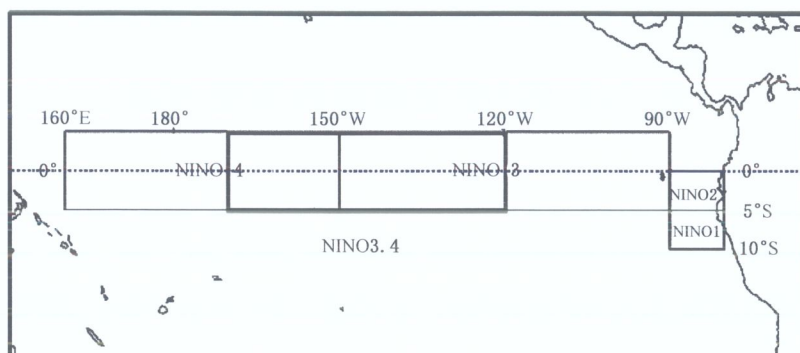 160°E 180° 150°W 120°W 90°W
0° NINO 4 NINO 3 0°
NINO2
5°S
NINO1
NINO3. 4 10°S